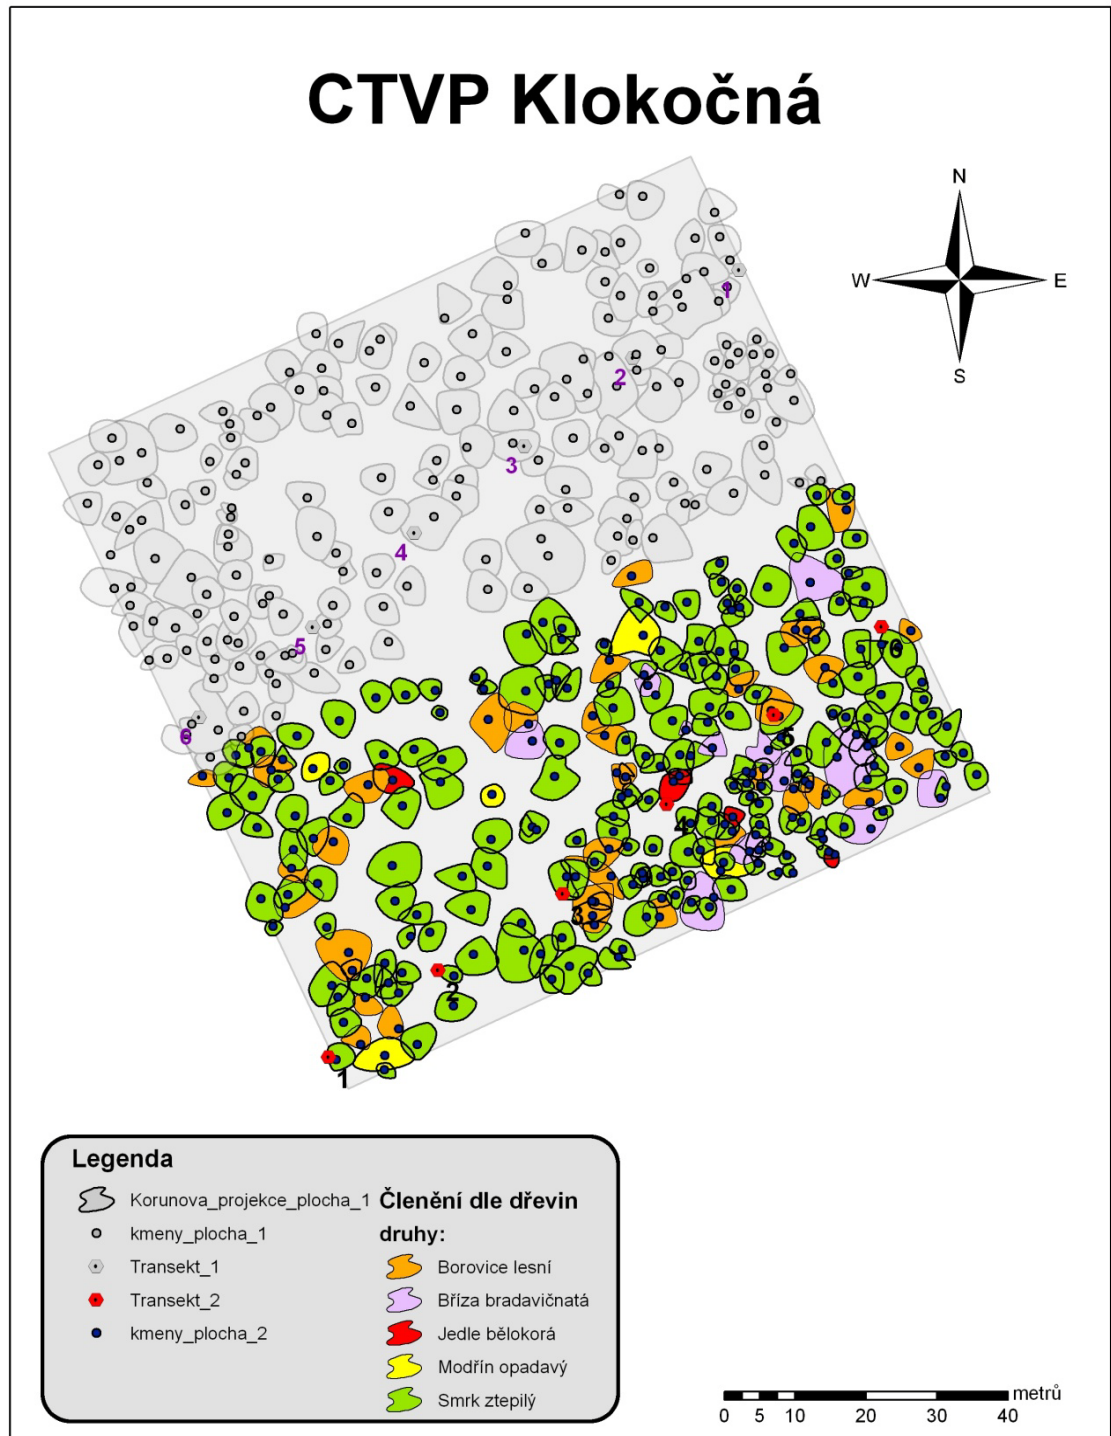 CTVP Klokočná
N
W
E
S
1
2
3
4
5
6
6
5
4
3
2
1
Legenda
Korunova_projekce_plocha_1
kmeny_plocha_1
Transekt_1
Transekt_2
kmeny_plocha_2
Členění dle dřevin
druhy:
Borovice lesní
Bříza bradavičnatá
Jedle bělokorá
Modřín opadavý
Smrk ztepilý
metrů
0 5 10 20 30 40